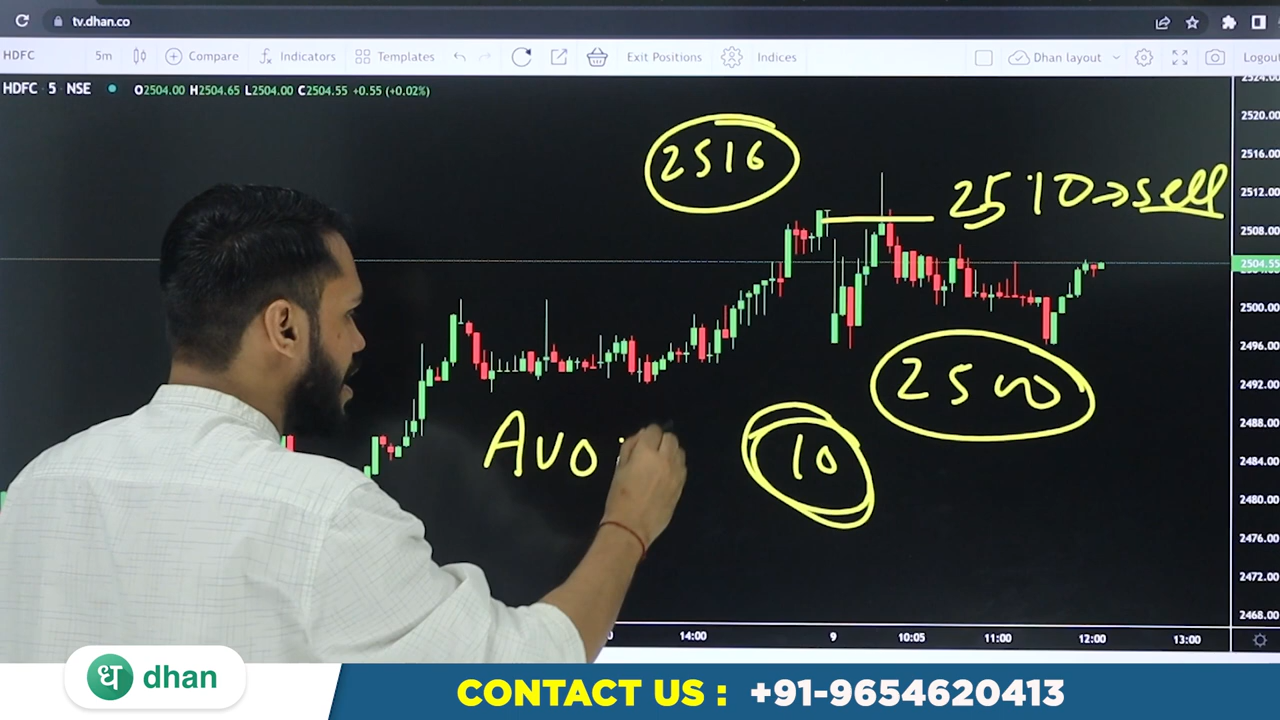 tv.dhan.co
HDFC 5m Compare Indicators Templates Exit Positions Indices Dhan layout Logout
HDFC 5 NSE O2504.00 H2504.65 L2504.00 C2504.55 +0.55 (+0.02%)
2524.00
2520.00
2516.00
2512.00
2508.00
2504.55
2500.00
2496.00
2492.00
2488.00
2484.00
2480.00
2476.00
2472.00
2468.00
2516
2510 → sell
2500
Avoi
10
14:00 9 10:05 11:00 12:00 13:00
ध dhan
CONTACT US : +91-9654620413